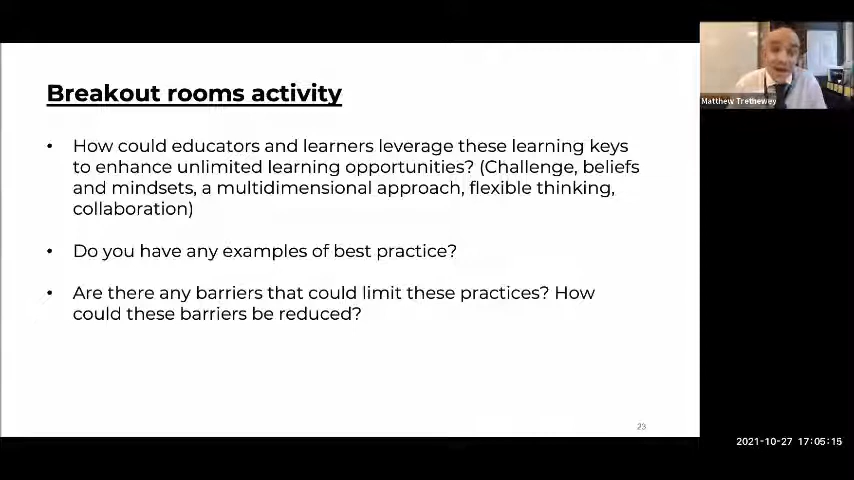 Breakout rooms activity
• How could educators and learners leverage these learning keys
to enhance unlimited learning opportunities? (Challenge, beliefs
and mindsets, a multidimensional approach, flexible thinking,
collaboration)
• Do you have any examples of best practice?
• Are there any barriers that could limit these practices? How
could these barriers be reduced?
23
Matthew Trethewey
2021-10-27 17:05:15